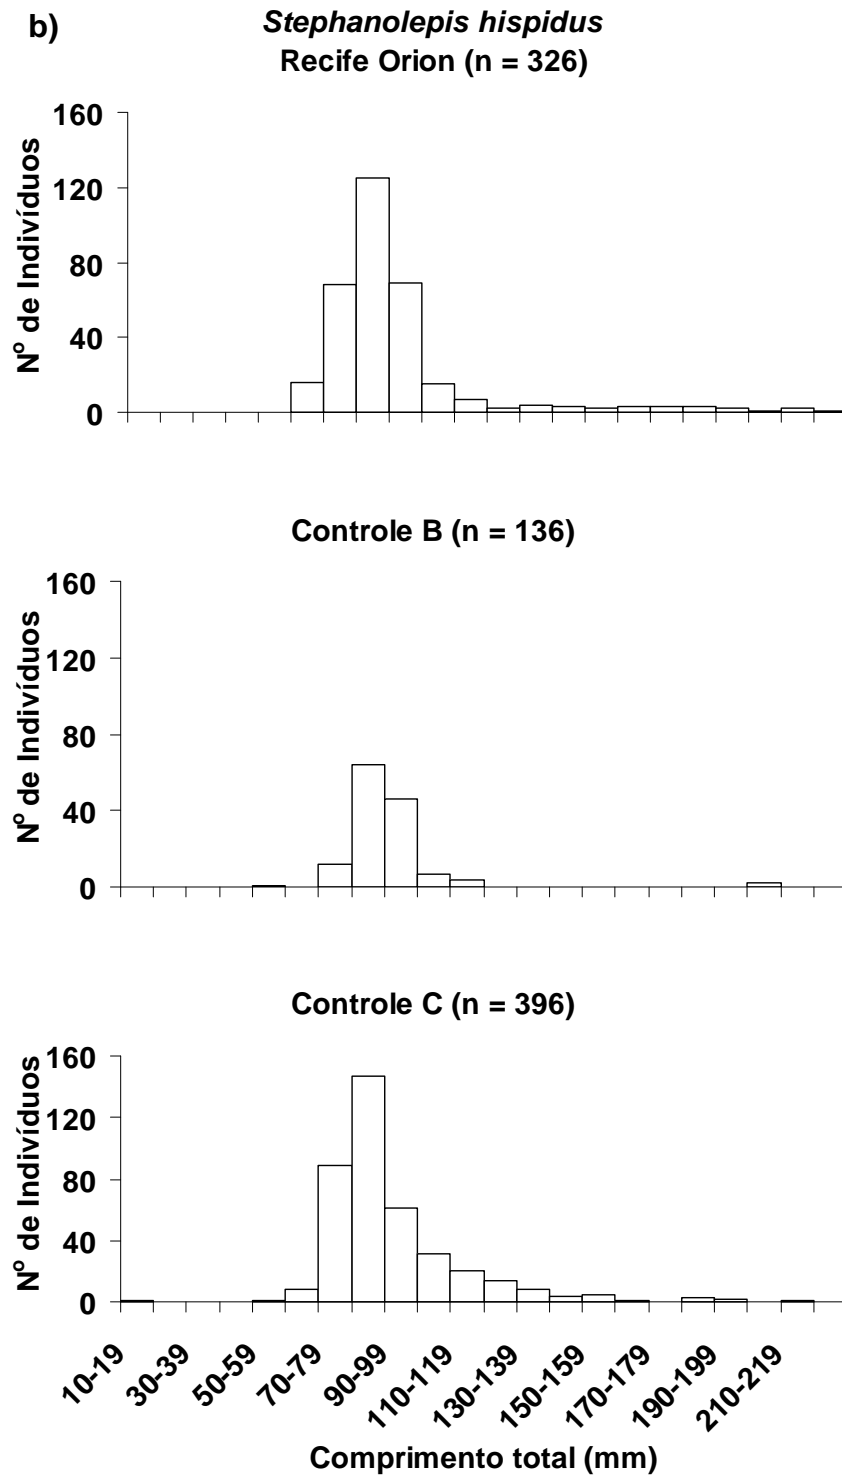 b)
Stephanolepis hispidus
Recife Orion (n = 326)
160
120
80
40
0
Nº de Indivíduos
Controle B (n = 136)
160
120
80
40
0
Nº de Indivíduos
Controle C (n = 396)
160
120
80
40
0
Nº de Indivíduos
10-19
30-39
50-59
70-79
90-99
110-119
130-139
150-159
170-179
190-199
210-219
Comprimento total (mm)